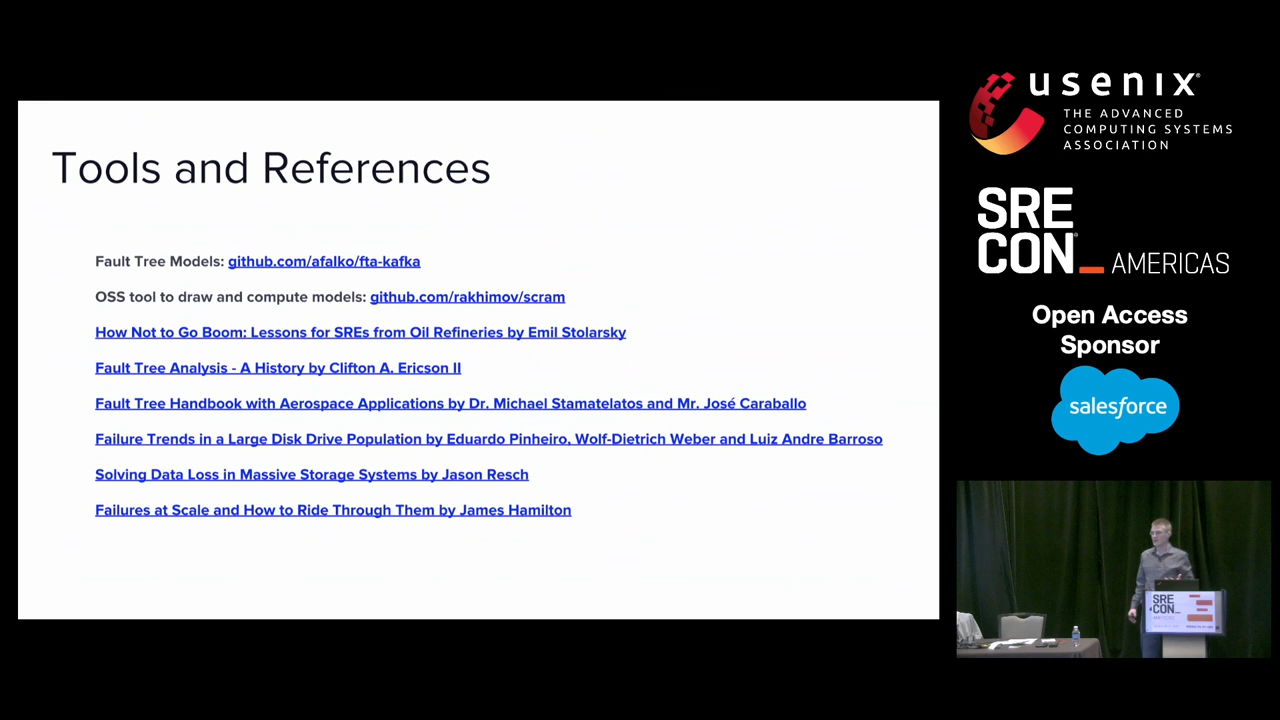 Tools and References
Fault Tree Models: github.com/afalko/fta-kafka
OSS tool to draw and compute models: github.com/rakhimov/scram
How Not to Go Boom: Lessons for SREs from Oil Refineries by Emil Stolarsky
Fault Tree Analysis - A History by Clifton A. Ericson II
Fault Tree Handbook with Aerospace Applications by Dr. Michael Stamatelatos and Mr. José Caraballo
Failure Trends in a Large Disk Drive Population by Eduardo Pinheiro, Wolf-Dietrich Weber and Luiz Andre Barroso
Solving Data Loss in Massive Storage Systems by Jason Resch
Failures at Scale and How to Ride Through Them by James Hamilton
usenix®
THE ADVANCED
COMPUTING SYSTEMS
ASSOCIATION
SRE
CON_AMERICAS
Open Access
Sponsor
salesforce
SRE
CON_